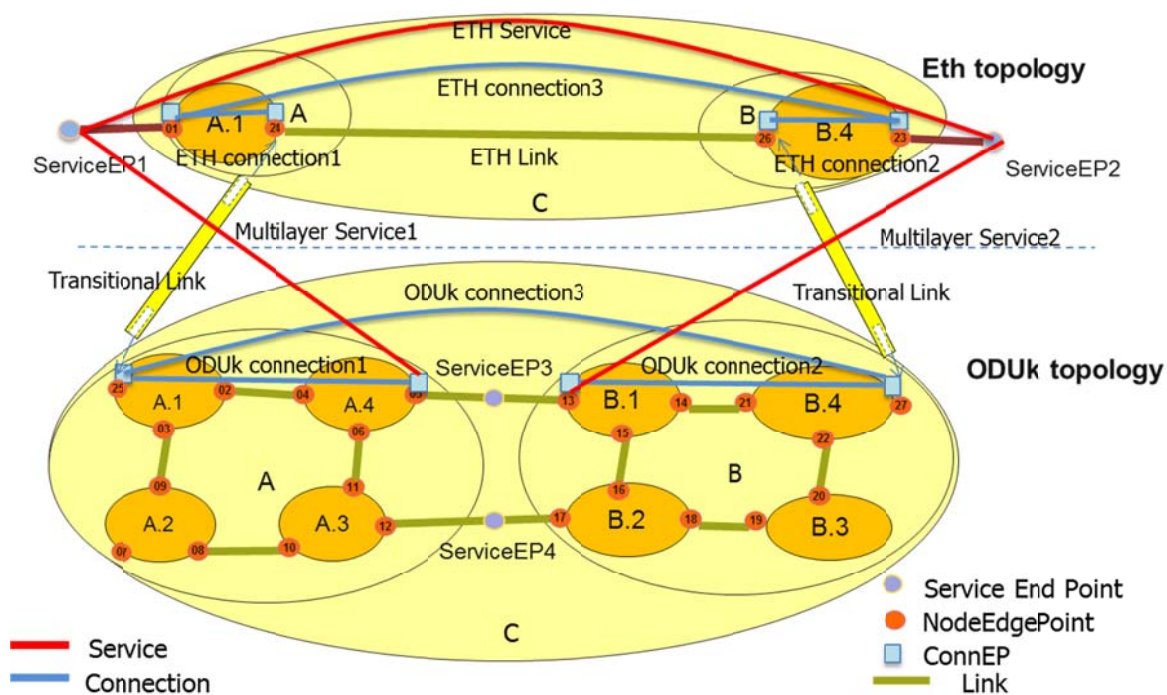 ETH Service
Eth topology
ETH connection3
A
B
A.1
B.4
01
24
26
23
ServiceEP1
ETH connection1
ETH Link
ETH connection2
ServiceEP2
C
Multilayer Service1
Multilayer Service2
Transitional Link
ODUk connection3
Transitional Link
ODUk connection1
ServiceEP3
ODUk connection2
ODUk topology
25
A.1
02
04
A.4
13
B.1
14
21
B.4
27
03
06
15
22
09
A
11
16
B
20
A.2
A.3
12
17
B.2
18
19
B.3
08
10
ServiceEP4
C
Service End Point
NodeEdgePoint
Service
ConnEP
Connection
Link